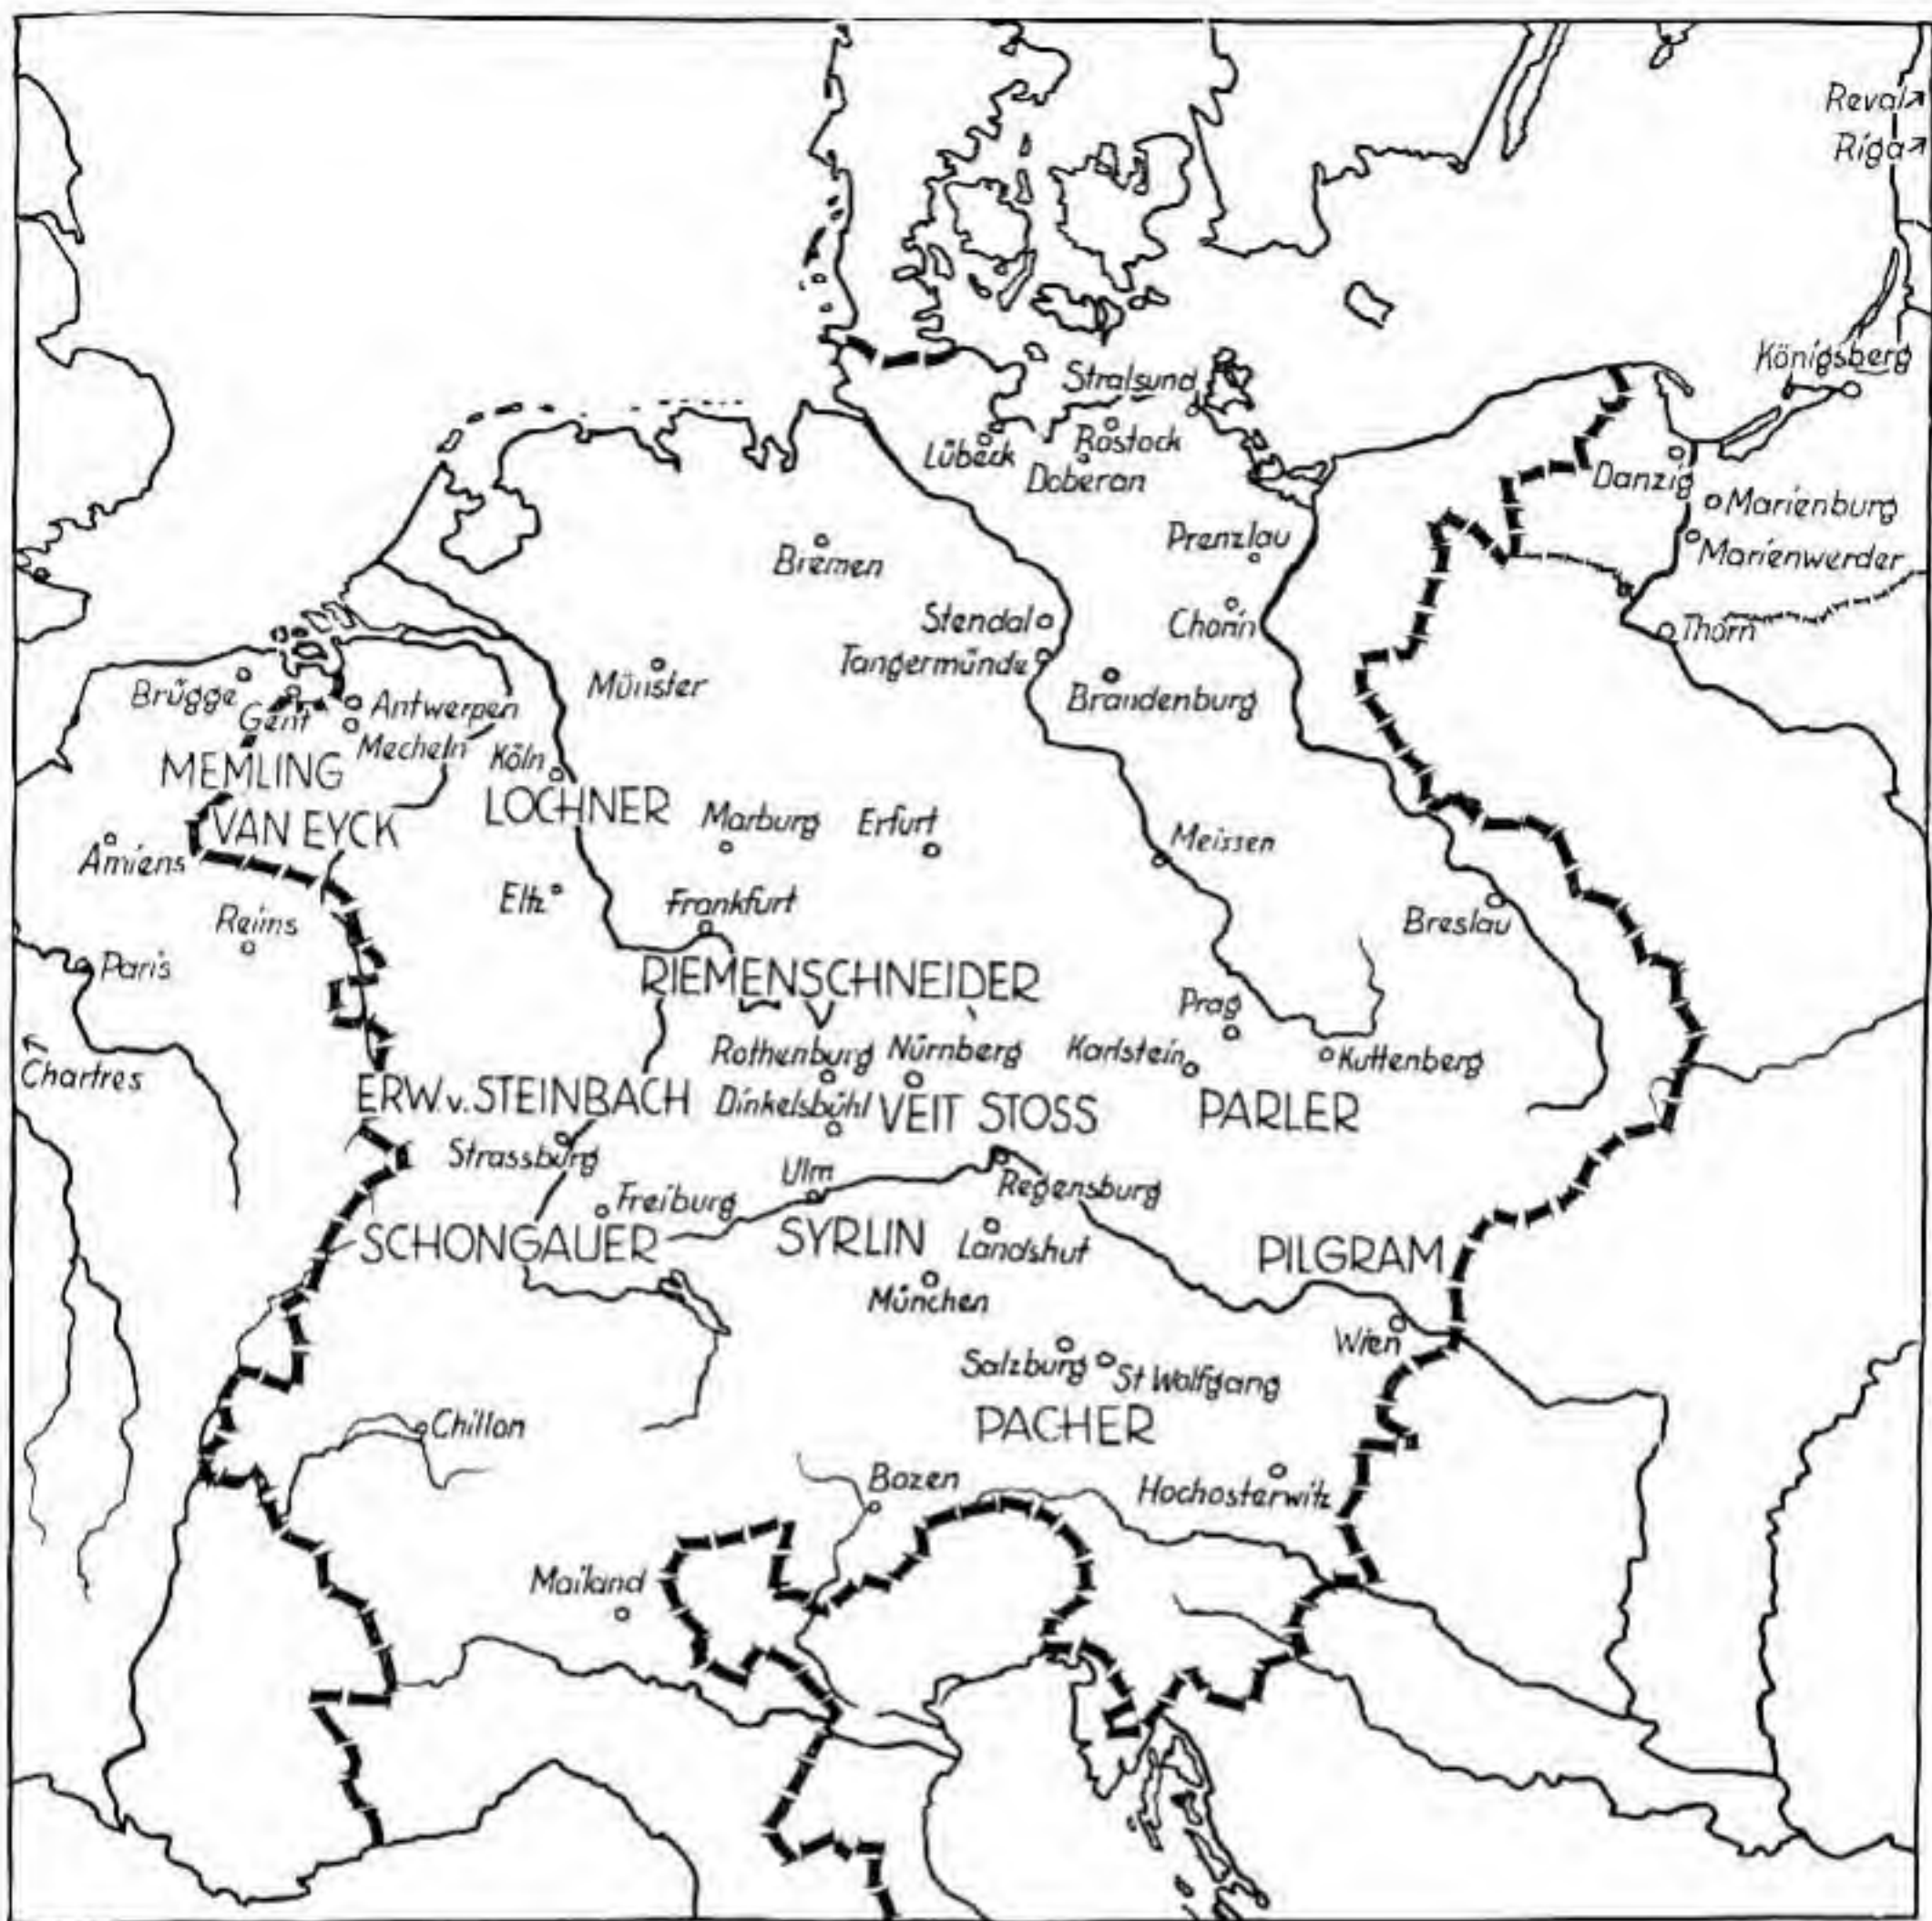 Reval
Riga
Königsberg
Stralsund
Lübeck
Rostock
Doberan
Danzig
Marienburg
Marienwerder
Prenzlau
Bremen
Stendal
Chorin
Thorn
Tangermünde
Münster
Brandenburg
Brügge
Gent
Antwerpen
Mecheln
Köln
MEMLING
LOCHNER
VAN EYCK
Marburg
Erfurt
Meissen
Amiens
Eltz
Frankfurt
Breslau
Reims
Paris
RIEMENSCHNEIDER
Prag
Chartres
Rothenburg
Nürnberg
Karlstein
Kuttenberg
ERW. v. STEINBACH
Dinkelsbühl
VEIT STOSS
PARLER
Strassburg
Ulm
Regensburg
Freiburg
SCHONGAUER
SYRLIN
Landshut
PILGRAM
München
Wien
Salzburg
St Wolfgang
Chillon
PACHER
Bozen
Hochosterwitz
Mailand